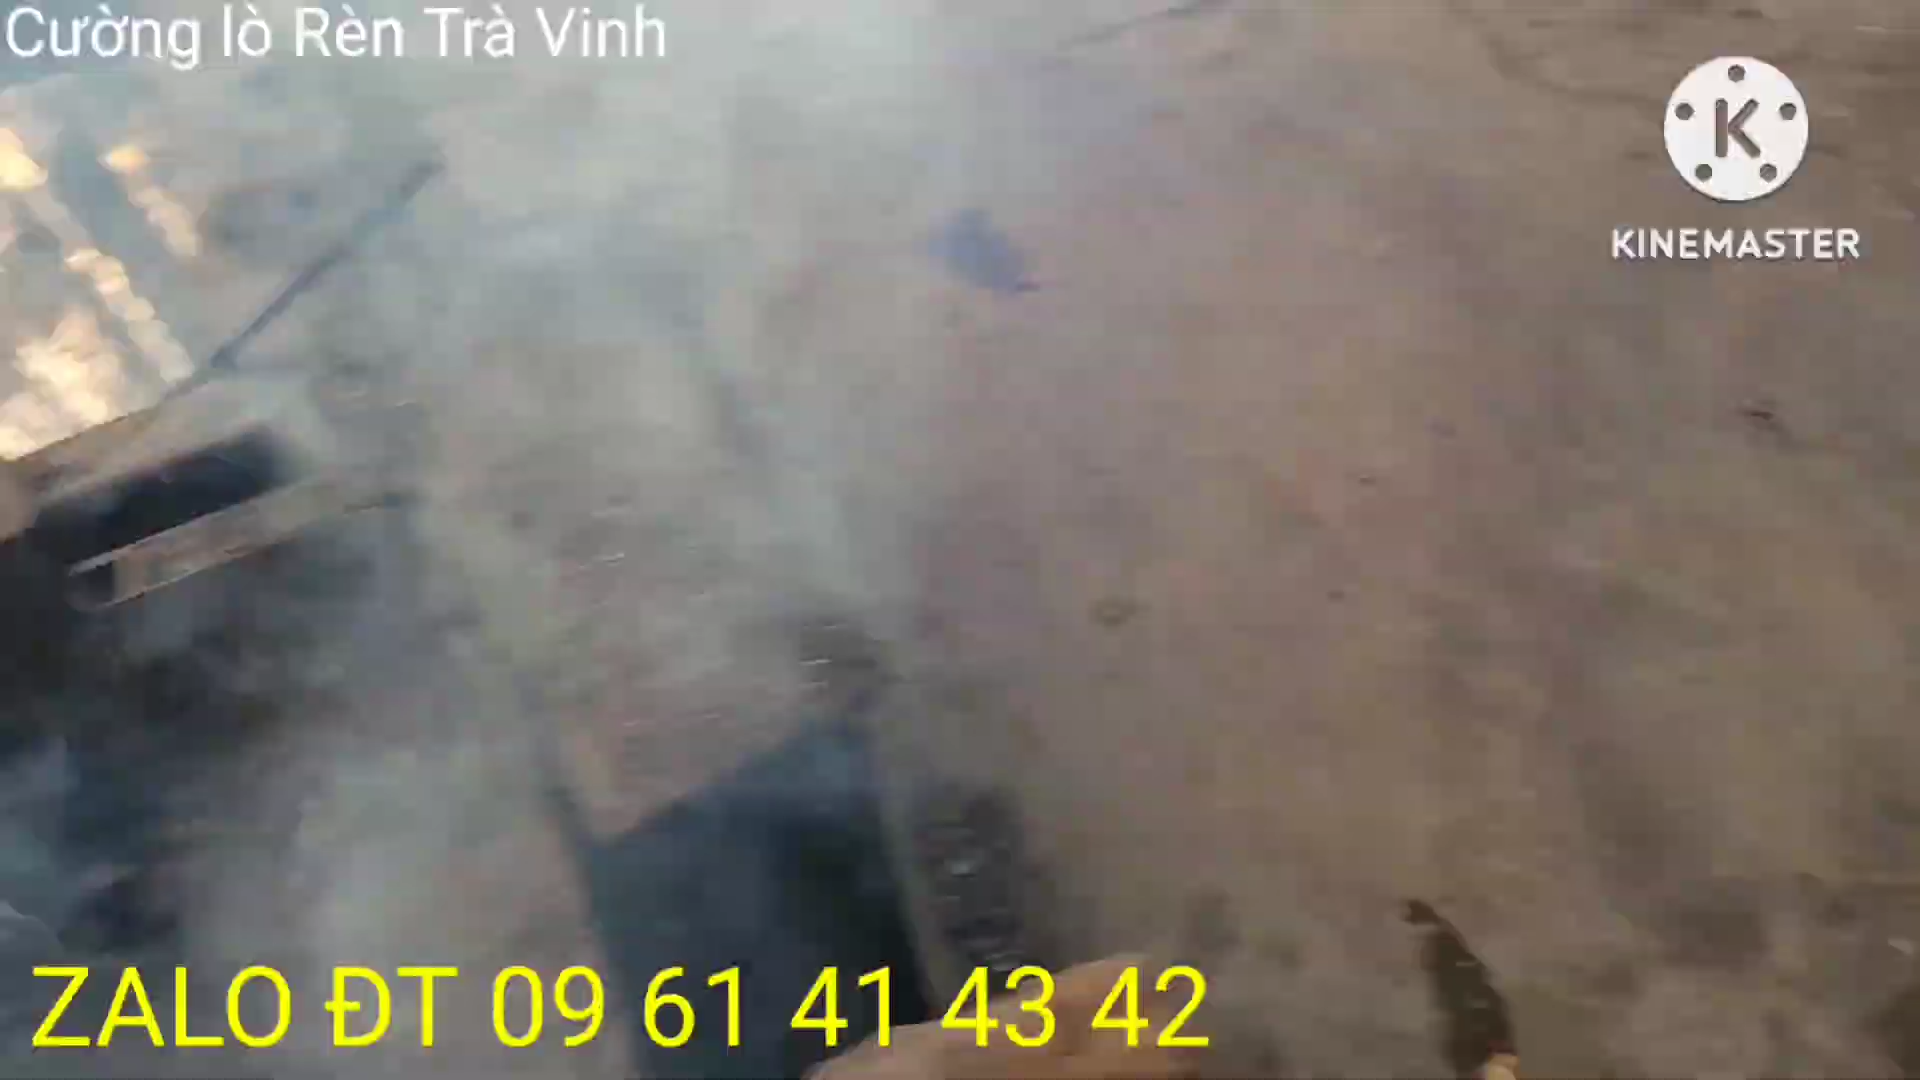 Cường lò Rèn Trà Vinh
K
KINEMASTER
ZALO ĐT 09 61 41 43 42